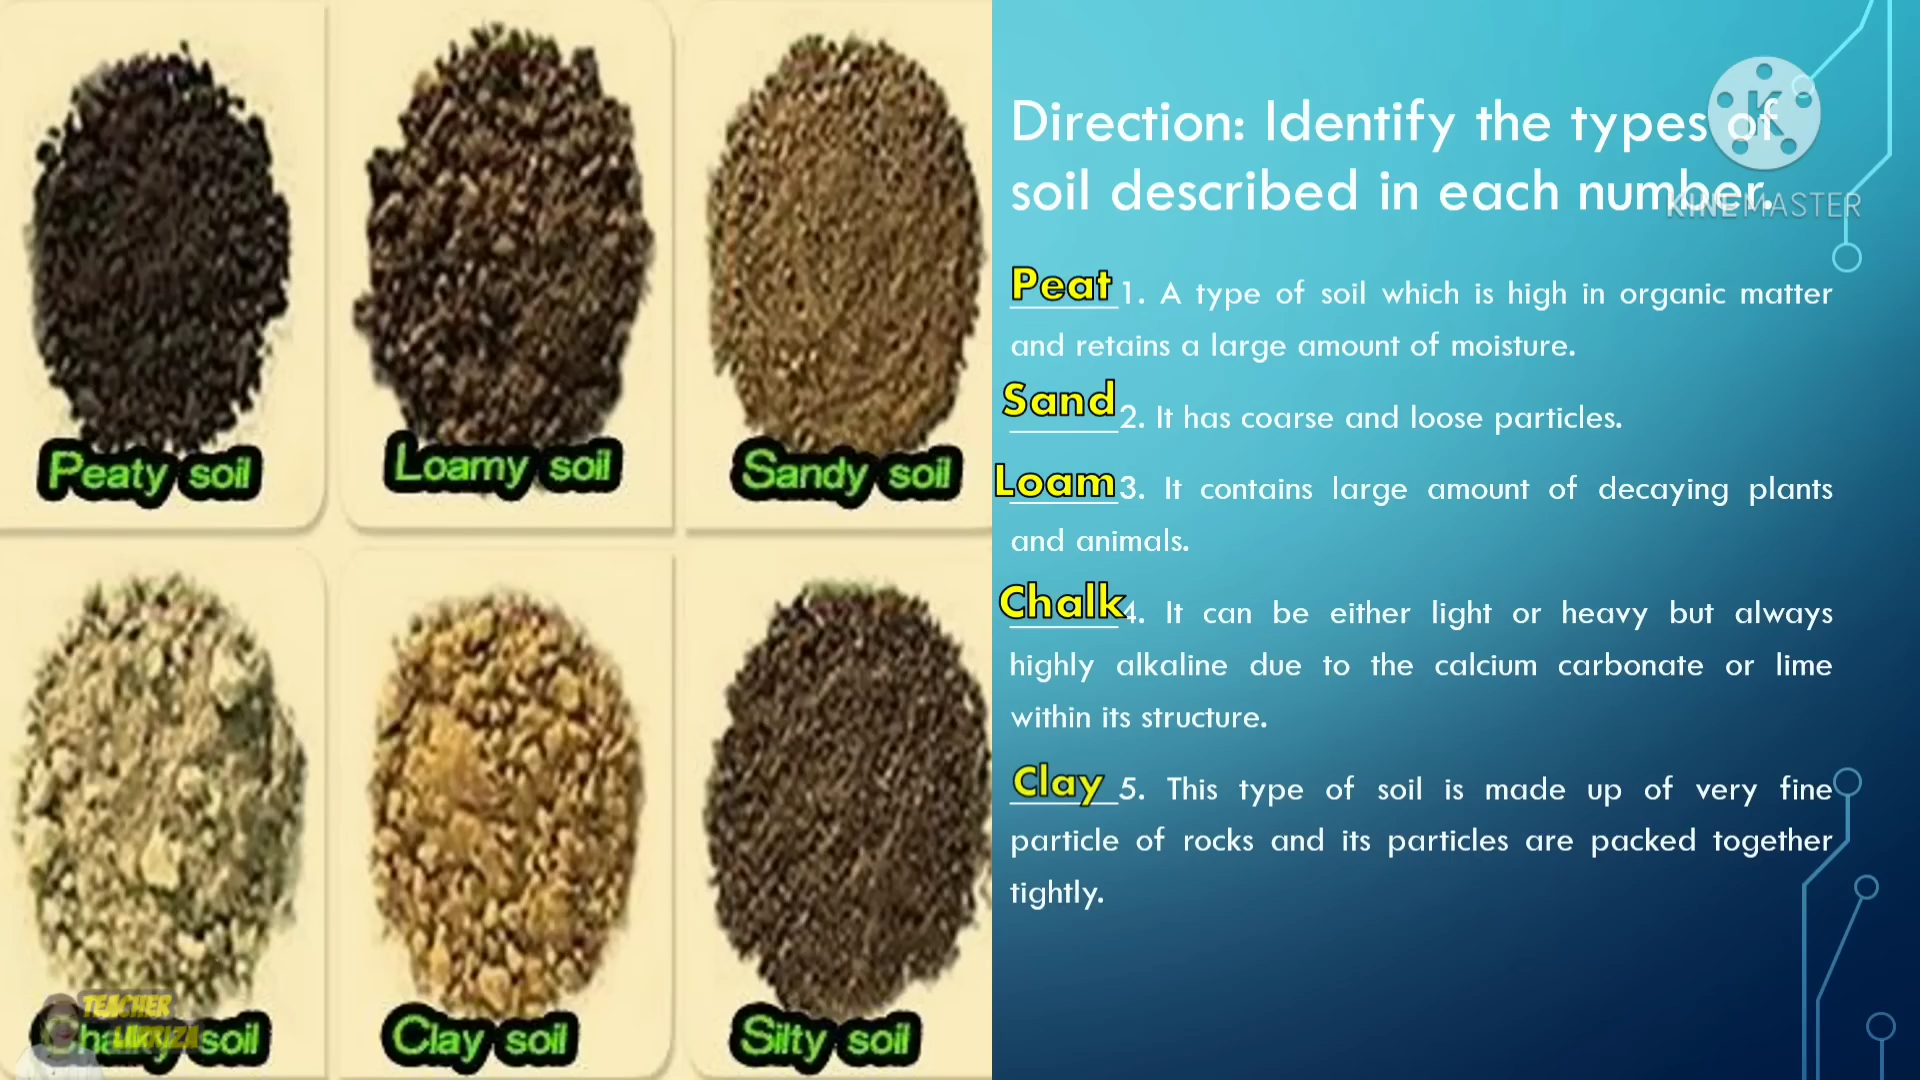 Peaty soil
Loamy soil
Sandy soil
Chalky soil
Clay soil
Silty soil
TEACHER
Direction: Identify the types of
soil described in each number.
KINEMASTER
Peat 1. A type of soil which is high in organic matter
and retains a large amount of moisture.
Sand 2. It has coarse and loose particles.
Loam 3. It contains large amount of decaying plants
and animals.
Chalk 4. It can be either light or heavy but always
highly alkaline due to the calcium carbonate or lime
within its structure.
Clay 5. This type of soil is made up of very fine
particle of rocks and its particles are packed together
tightly.